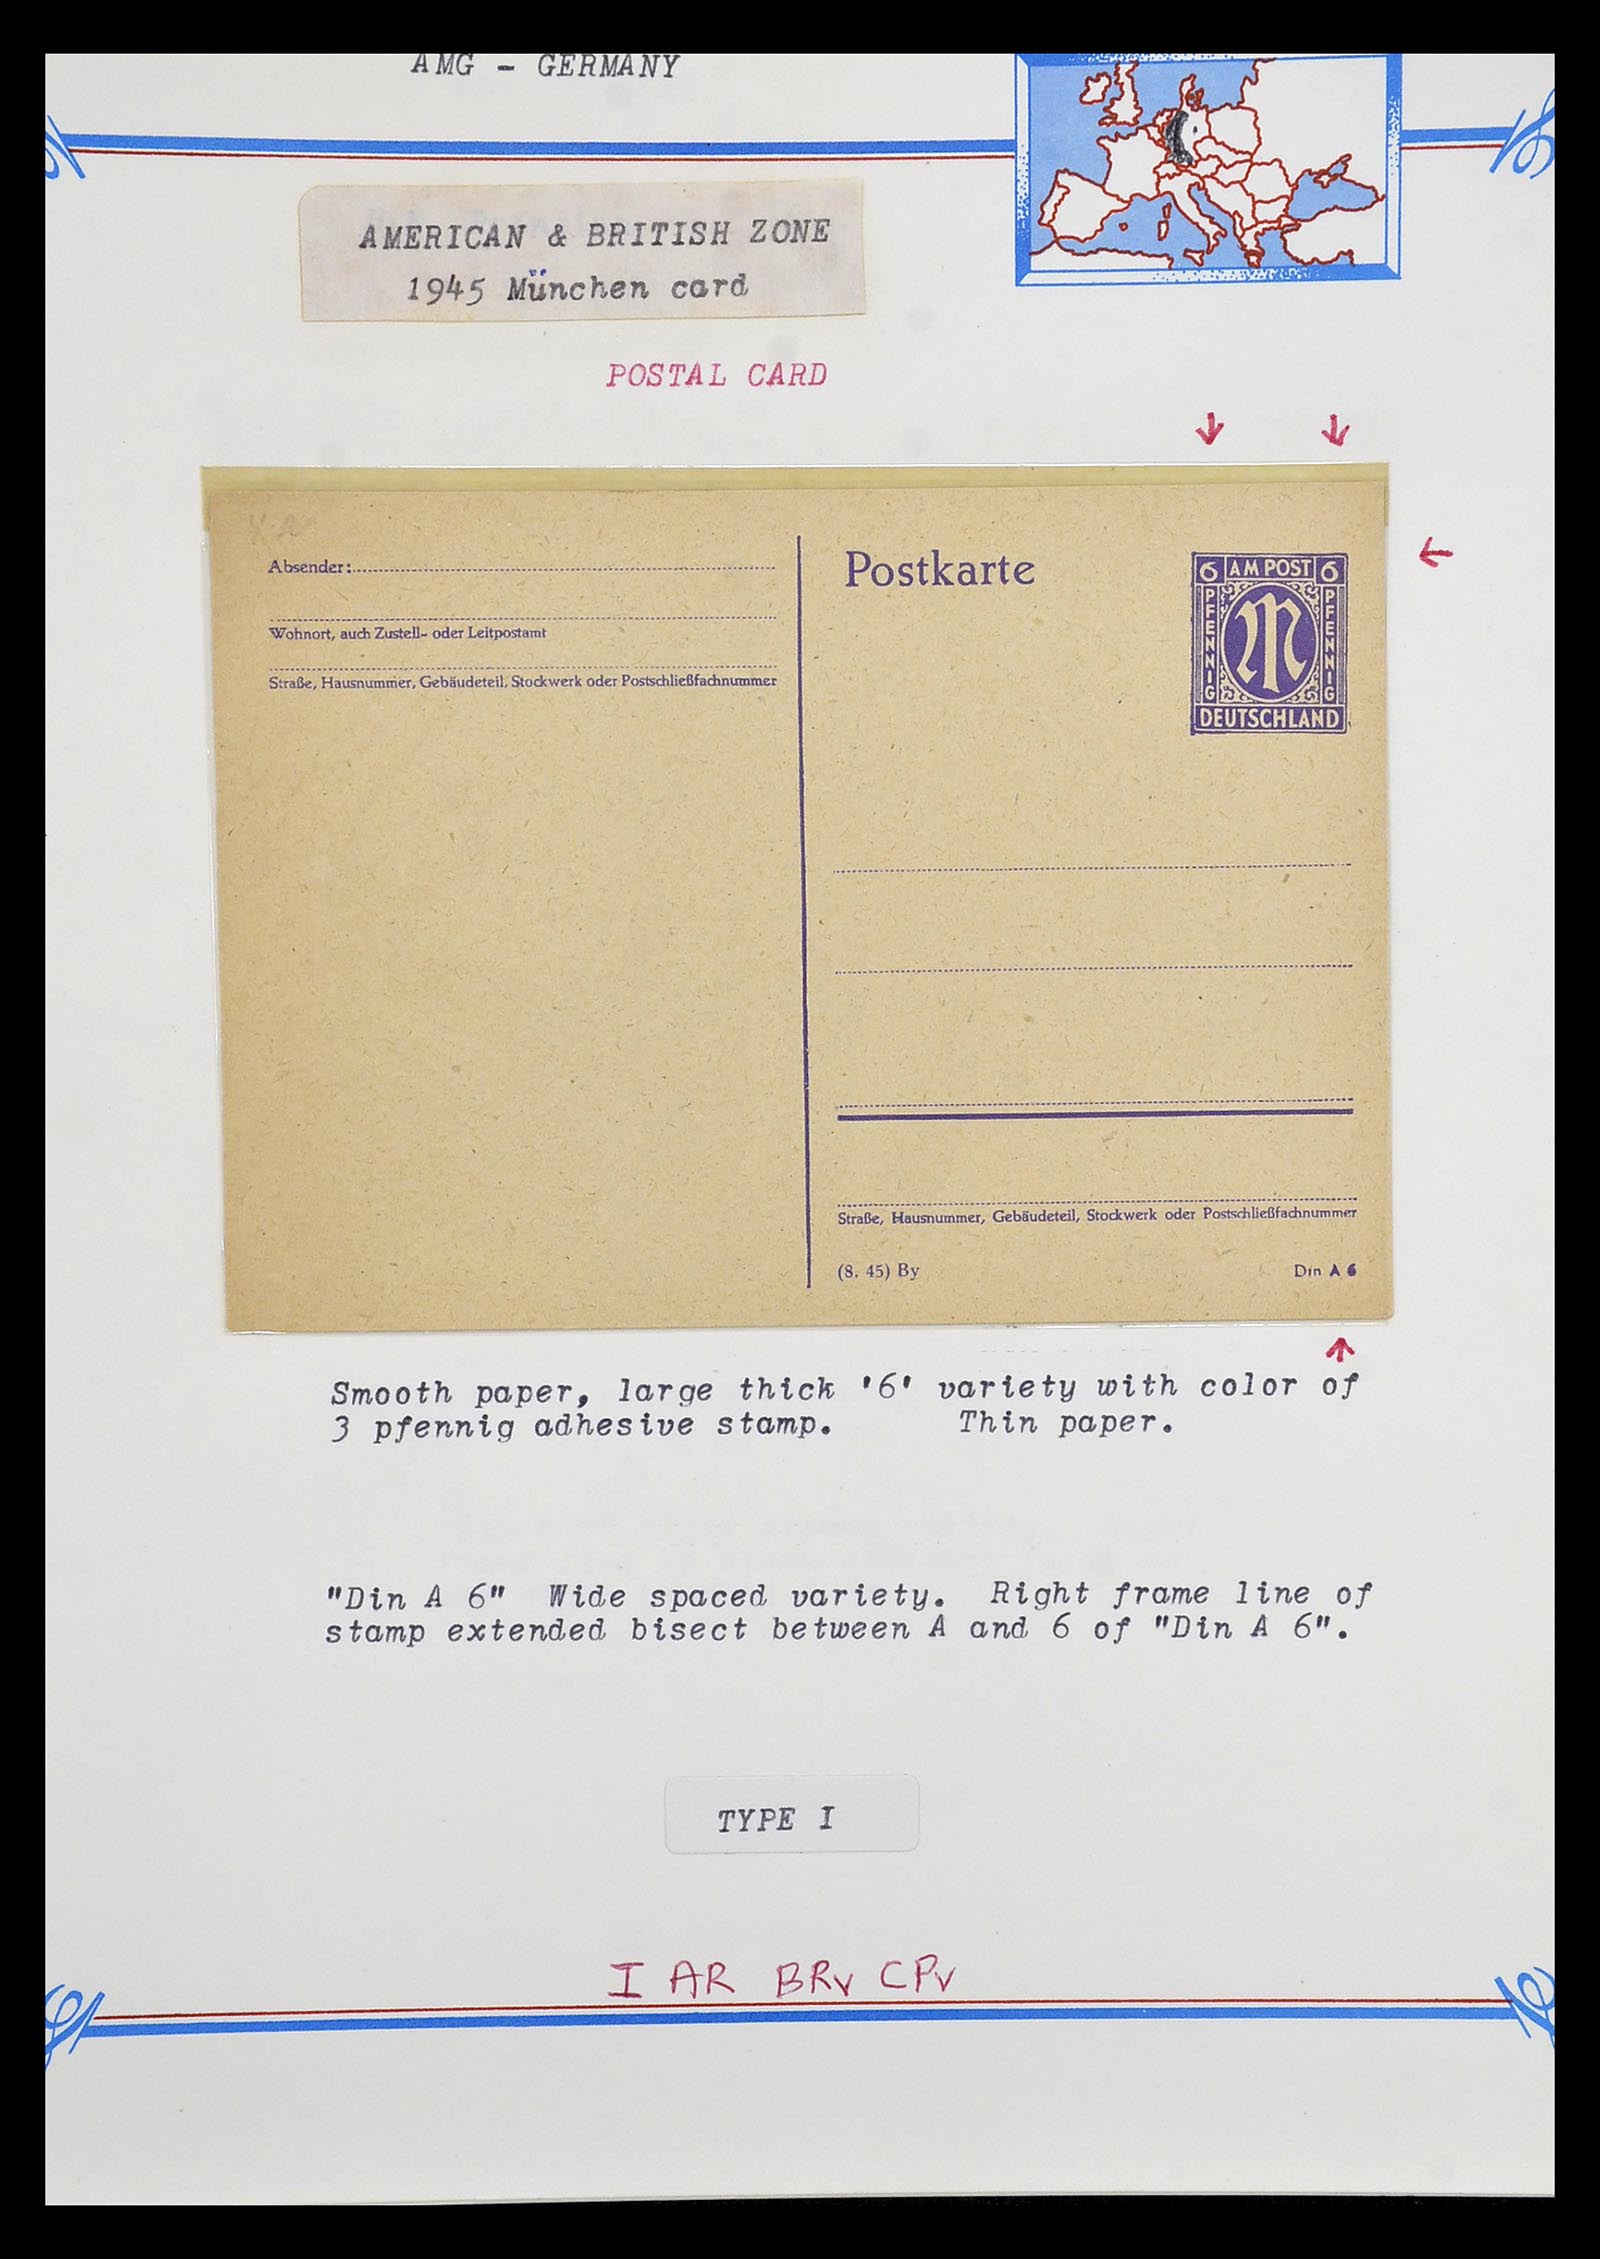 AMG - GERMANY
AMERICAN & BRITISH ZONE
1945 München card
POSTAL CARD
Absender:
Wohnort, auch Zustell- oder Leitpostamt
Straße, Hausnummer, Gebäudeteil, Stockwerk oder Postschließfachnummer
Postkarte
6 AM POST 6
PFENNIG
PFENNIG
DEUTSCHLAND
Straße, Hausnummer, Gebäudeteil, Stockwerk oder Postschließfachnummer
(8. 45) By
Din A 6
Smooth paper, large thick '6' variety with color of
3 pfennig adhesive stamp. Thin paper.
"Din A 6" Wide spaced variety. Right frame line of
stamp extended bisect between A and 6 of "Din A 6".
TYPE I
I AR BRV CPV